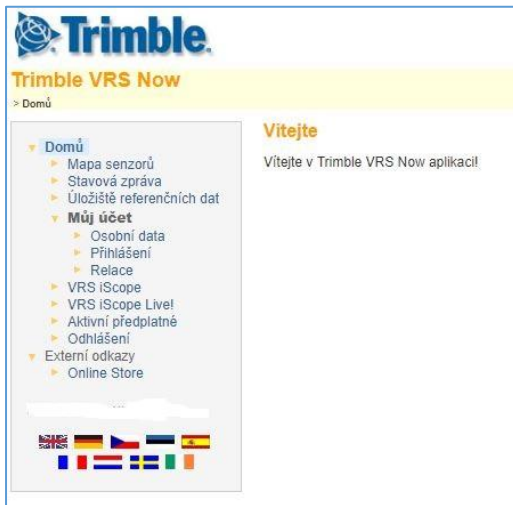 Trimble.
Trimble VRS Now
> Domů
Domů
Mapa senzorů
Stavová zpráva
Úložiště referenčních dat
Můj účet
Osobní data
Přihlášení
Relace
VRS iScope
VRS iScope Live!
Aktivní předplatné
Odhlášení
Externí odkazy
Online Store
...
Vítejte
Vítejte v Trimble VRS Now aplikaci!